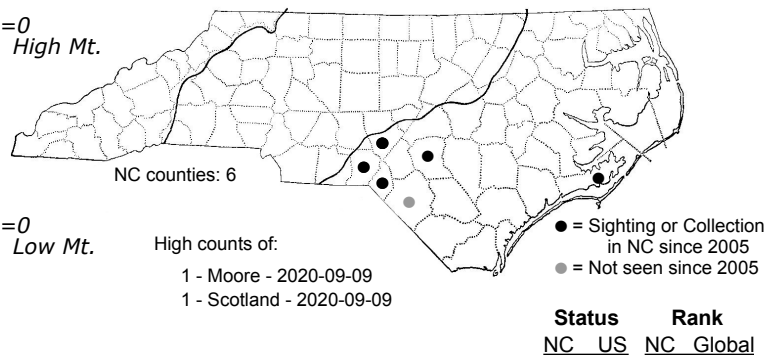 =0
High Mt.
NC counties: 6
=0
Low Mt.
High counts of:
1 - Moore - 2020-09-09
1 - Scotland - 2020-09-09
● = Sighting or Collection
in NC since 2005
● = Not seen since 2005
Status Rank
NC US NC Global